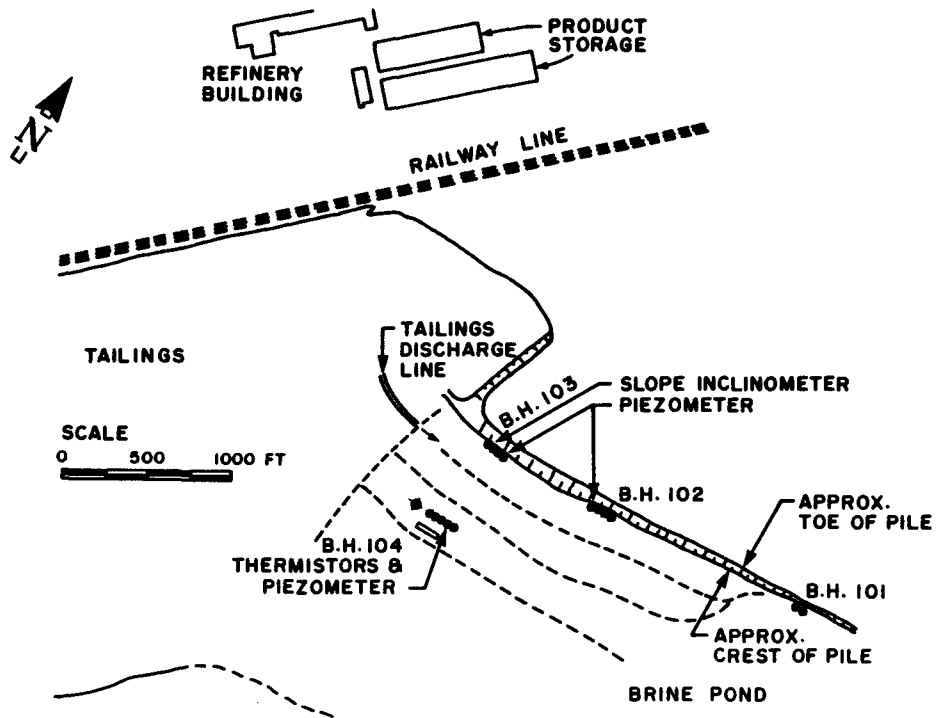 PRODUCT
STORAGE
REFINERY
BUILDING
N
RAILWAY LINE
TAILINGS
DISCHARGE
LINE
TAILINGS
B.H. 103
SLOPE INCLINOMETER
PIEZOMETER
SCALE
0 500 1000 FT
B.H. 102
APPROX.
TOE OF PILE
B.H. 104
THERMISTORS &
PIEZOMETER
B.H. 101
APPROX.
CREST OF PILE
BRINE POND